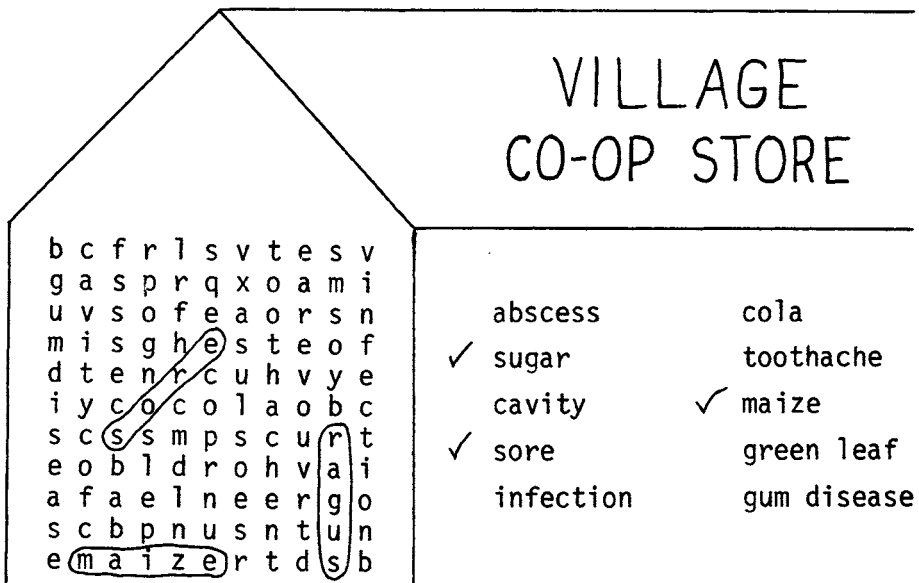 VILLAGE
CO-OP STORE
b c f r l s v t e s v
g a s p r q x o a m i
u v s o f e a o r s n
m i s g h e s t e o f
d t e n r c u h v y e
i y c o c o l a o b c
s c s s m p s c u r t
e o b l d r o h v a i
a f a e l n e e r g o
s c b p n u s n t u n
e m a i z e r t d s b
abscess cola
✓ sugar toothache
cavity ✓ maize
✓ sore green leaf
infection gum disease